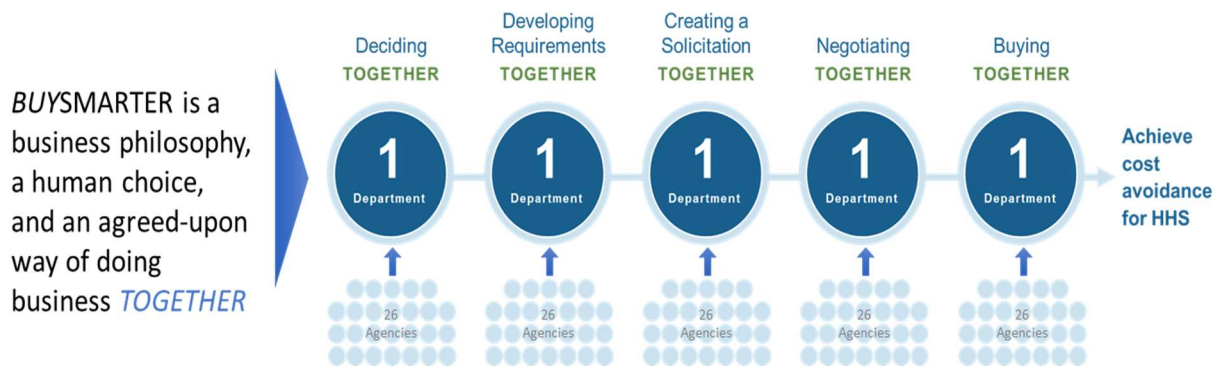 BUYSMARTER is a
business philosophy,
a human choice,
and an agreed-upon
way of doing
business TOGETHER
Deciding
TOGETHER
1
Department
26
Agencies
Developing
Requirements
TOGETHER
1
Department
26
Agencies
Creating a
Solicitation
TOGETHER
1
Department
26
Agencies
Negotiating
TOGETHER
1
Department
26
Agencies
Buying
TOGETHER
1
Department
26
Agencies
Achieve
cost
avoidance
for HHS